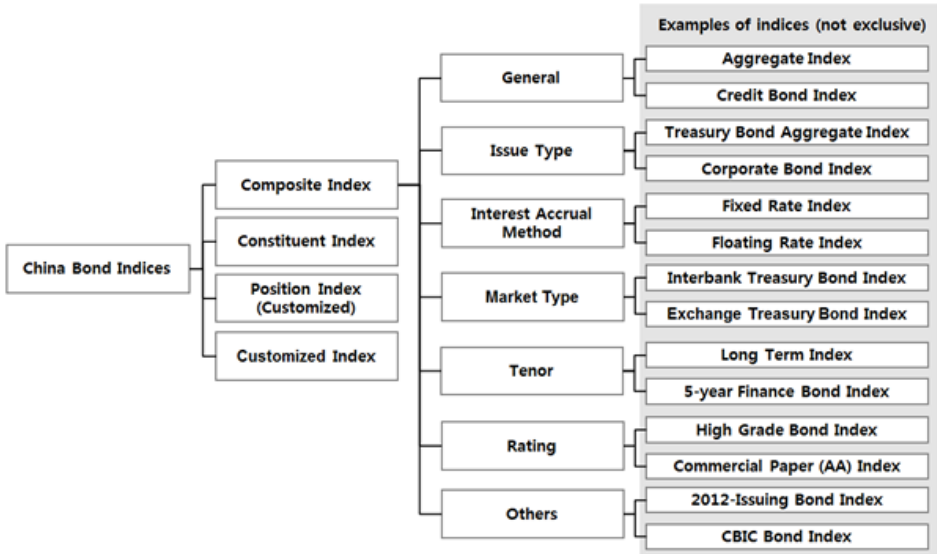 Examples of indices (not exclusive)
China Bond Indices
Composite Index
Constituent Index
Position Index
(Customized)
Customized Index
General
Aggregate Index
Credit Bond Index
Issue Type
Treasury Bond Aggregate Index
Corporate Bond Index
Interest Accrual
Method
Fixed Rate Index
Floating Rate Index
Market Type
Interbank Treasury Bond Index
Exchange Treasury Bond Index
Tenor
Long Term Index
5-year Finance Bond Index
Rating
High Grade Bond Index
Commercial Paper (AA) Index
Others
2012-Issuing Bond Index
CBIC Bond Index